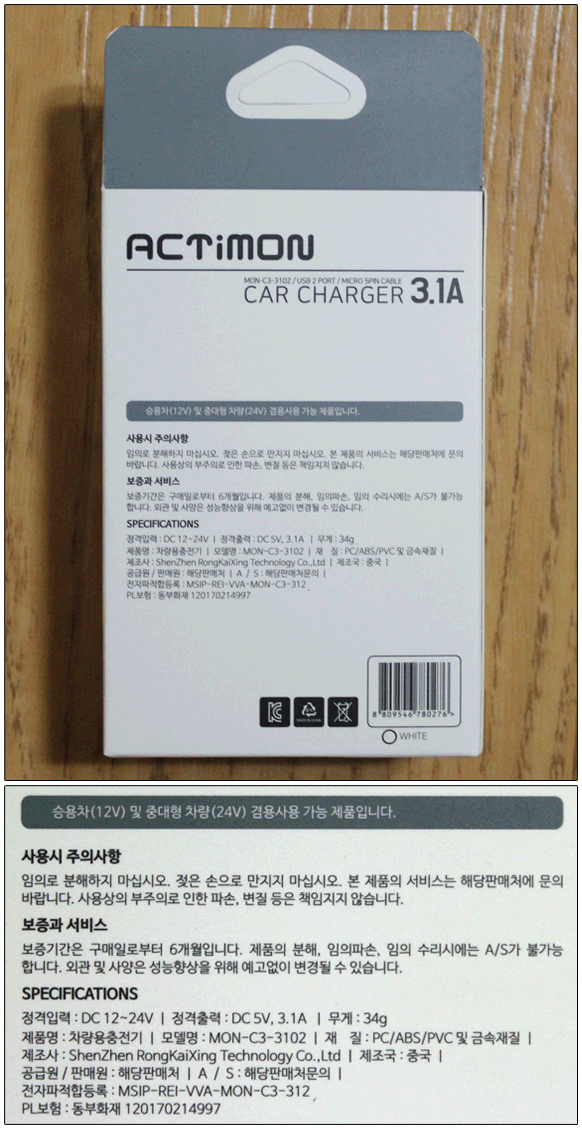 ACTiMON
MON-C3-3102 / USB 2 PORT / MICRO 5PIN CABLE
CAR CHARGER 3.1A
승용차(12V) 및 중대형 차량(24V) 겸용사용 가능 제품입니다.
사용시 주의사항
임의로 분해하지 마십시오. 젖은 손으로 만지지 마십시오. 본 제품의 서비스는 해당판매처에 문의
바랍니다. 사용상의 부주의로 인한 파손, 변질 등은 책임지지 않습니다.
보증과 서비스
보증기간은 구매일로부터 6개월입니다. 제품의 분해, 임의파손, 임의 수리시에는 A/S가 불가능
합니다. 외관 및 사양은 성능향상을 위해 예고없이 변경될 수 있습니다.
SPECIFICATIONS
정격입력 : DC 12~24V | 정격출력 : DC 5V, 3.1A | 무게 : 34g
제품명 : 차량용충전기 | 모델명 : MON-C3-3102 | 재 질 : PC/ABS/PVC 및 금속재질 |
제조사 : ShenZhen RongKaiXing Technology Co.,Ltd | 제조국 : 중국 |
공급원 / 판매원 : 해당판매처 | A / S : 해당판매처문의 |
전자파적합등록 : MSIP-REI-VVA-MON-C3-312
PL보험 : 동부화재 120170214997
MADE IN CHINA
8 809546 780276 >
WHITE
승용차(12V) 및 중대형 차량(24V) 겸용사용 가능 제품입니다.
사용시 주의사항
임의로 분해하지 마십시오. 젖은 손으로 만지지 마십시오. 본 제품의 서비스는 해당판매처에 문의
바랍니다. 사용상의 부주의로 인한 파손, 변질 등은 책임지지 않습니다.
보증과 서비스
보증기간은 구매일로부터 6개월입니다. 제품의 분해, 임의파손, 임의 수리시에는 A/S가 불가능
합니다. 외관 및 사양은 성능향상을 위해 예고없이 변경될 수 있습니다.
SPECIFICATIONS
정격입력 : DC 12~24V | 정격출력 : DC 5V, 3.1A | 무게 : 34g
제품명 : 차량용충전기 | 모델명 : MON-C3-3102 | 재 질 : PC/ABS/PVC 및 금속재질 |
제조사 : ShenZhen RongKaiXing Technology Co.,Ltd | 제조국 : 중국 |
공급원 / 판매원 : 해당판매처 | A / S : 해당판매처문의 |
전자파적합등록 : MSIP-REI-VVA-MON-C3-312
PL보험 : 동부화재 120170214997